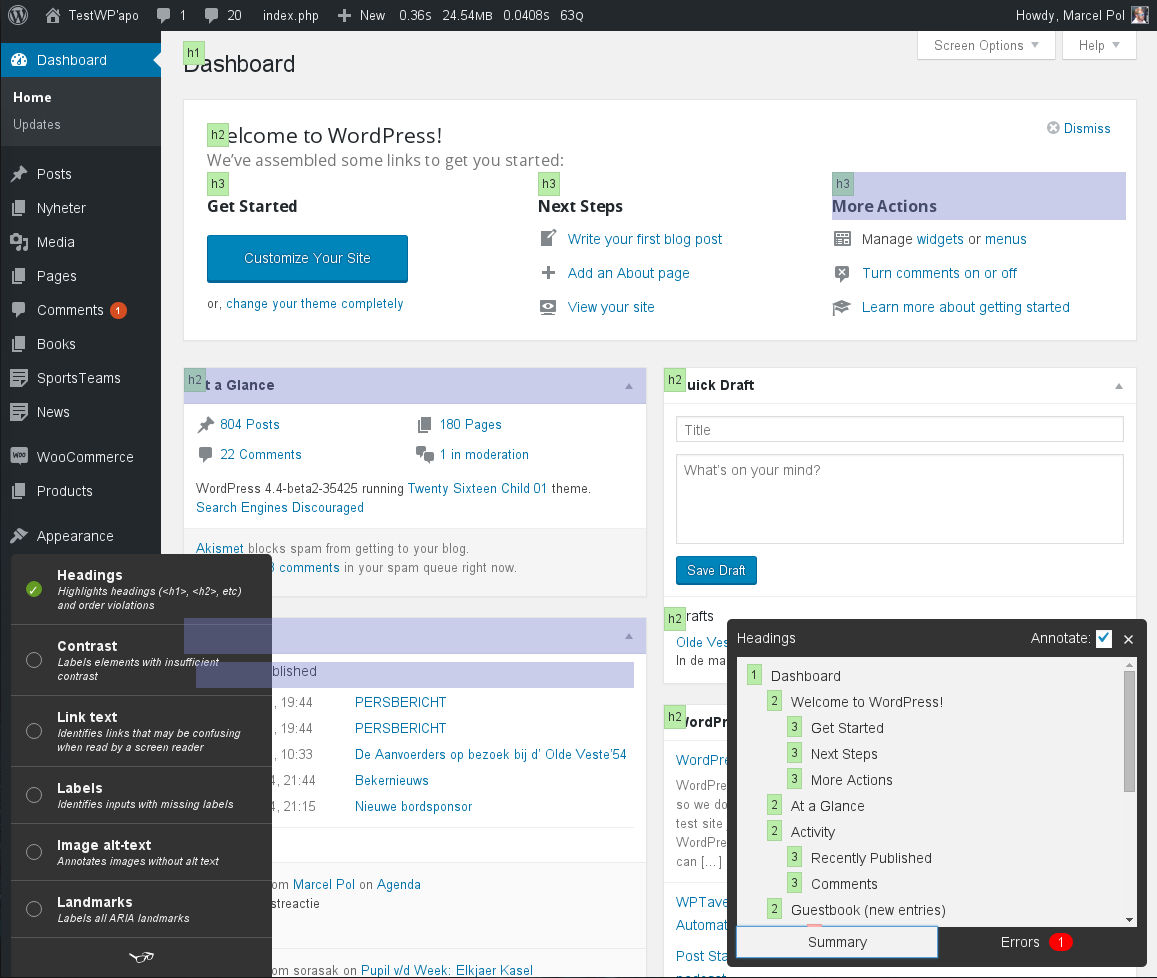 TestWP'apo 1 20 index.php New 0.36s 24.54MB 0.0408s 63Q Howdy, Marcel Pol
Dashboard
Home
Updates
Posts
Nyheter
Media
Pages
Comments 1
Books
SportsTeams
News
WooCommerce
Products
Appearance
Screen Options Help
h1
Dashboard
h2
elcome to WordPress!
Dismiss
We've assembled some links to get you started:
h3
Get Started
Customize Your Site
or, change your theme completely
h3
Next Steps
Write your first blog post
Add an About page
View your site
h3
More Actions
Manage widgets or menus
Turn comments on or off
Learn more about getting started
h2 t a Glance
804 Posts 180 Pages
22 Comments 1 in moderation
WordPress 4.4-beta2-35425 running Twenty Sixteen Child 01 theme.
Search Engines Discouraged
Akismet blocks spam from getting to your blog.
3 comments in your spam queue right now.
blished
, 19:44 PERSBERICHT
, 19:44 PERSBERICHT
, 10:33 De Aanvoerders op bezoek bij d' Olde Veste'54
4, 21:44 Bekernieuws
4, 21:15 Nieuwe bordsponsor
om Marcel Pol on Agenda
streactie
om sorasak on Pupil v/d Week: Elkjaer Kasel
h2 uick Draft
Title
What's on your mind?
Save Draft
h2 rafts
Olde Ves
In de ma
h2 WordPr
WordPre
WordPre
so we do
test site
WordPre
can [...]
WPTave
Automat
Post Sta
podcast
Headings
Highlights headings (<h1>, <h2>, etc)
and order violations
Contrast
Labels elements with insufficient
contrast
Link text
Identifies links that may be confusing
when read by a screen reader
Labels
Identifies inputs with missing labels
Image alt-text
Annotates images without alt text
Landmarks
Labels all ARIA landmarks
Headings Annotate: ×
1 Dashboard
2 Welcome to WordPress!
3 Get Started
3 Next Steps
3 More Actions
2 At a Glance
2 Activity
3 Recently Published
3 Comments
2 Guestbook (new entries)
Summary Errors 1